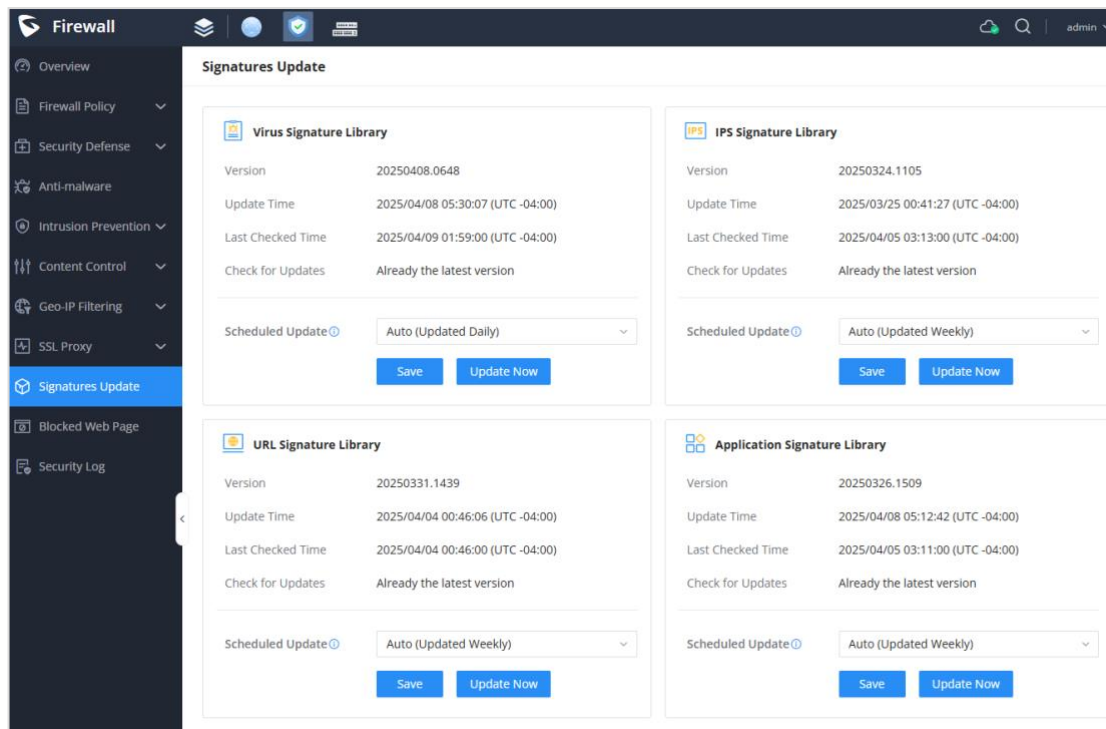 Firewall
admin
Overview
Firewall Policy
Security Defense
Anti-malware
Intrusion Prevention
Content Control
Geo-IP Filtering
SSL Proxy
Signatures Update
Blocked Web Page
Security Log
Signatures Update
Virus Signature Library
Version 20250408.0648
Update Time 2025/04/08 05:30:07 (UTC -04:00)
Last Checked Time 2025/04/09 01:59:00 (UTC -04:00)
Check for Updates Already the latest version
Scheduled Update Auto (Updated Daily)
Save Update Now
IPS IPS Signature Library
Version 20250324.1105
Update Time 2025/03/25 00:41:27 (UTC -04:00)
Last Checked Time 2025/04/05 03:13:00 (UTC -04:00)
Check for Updates Already the latest version
Scheduled Update Auto (Updated Weekly)
Save Update Now
URL Signature Library
Version 20250331.1439
Update Time 2025/04/04 00:46:06 (UTC -04:00)
Last Checked Time 2025/04/04 00:46:00 (UTC -04:00)
Check for Updates Already the latest version
Scheduled Update Auto (Updated Weekly)
Save Update Now
Application Signature Library
Version 20250326.1509
Update Time 2025/04/08 05:12:42 (UTC -04:00)
Last Checked Time 2025/04/05 03:11:00 (UTC -04:00)
Check for Updates Already the latest version
Scheduled Update Auto (Updated Weekly)
Save Update Now